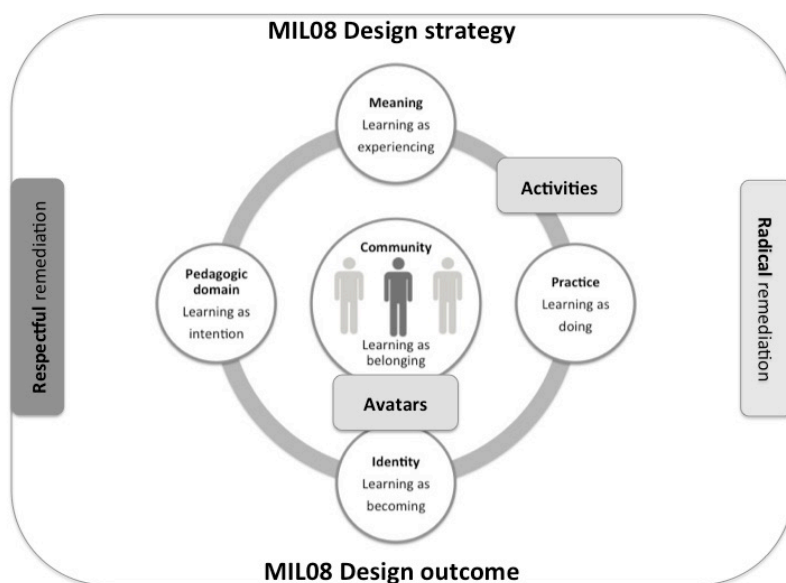 MIL08 Design strategy
Meaning
Learning as
experiencing
Activities
Respectful remediation
Pedagogic
domain
Learning as
intention
Community
Learning as
belonging
Practice
Learning as
doing
Radical remediation
Avatars
Identity
Learning as
becoming
MIL08 Design outcome